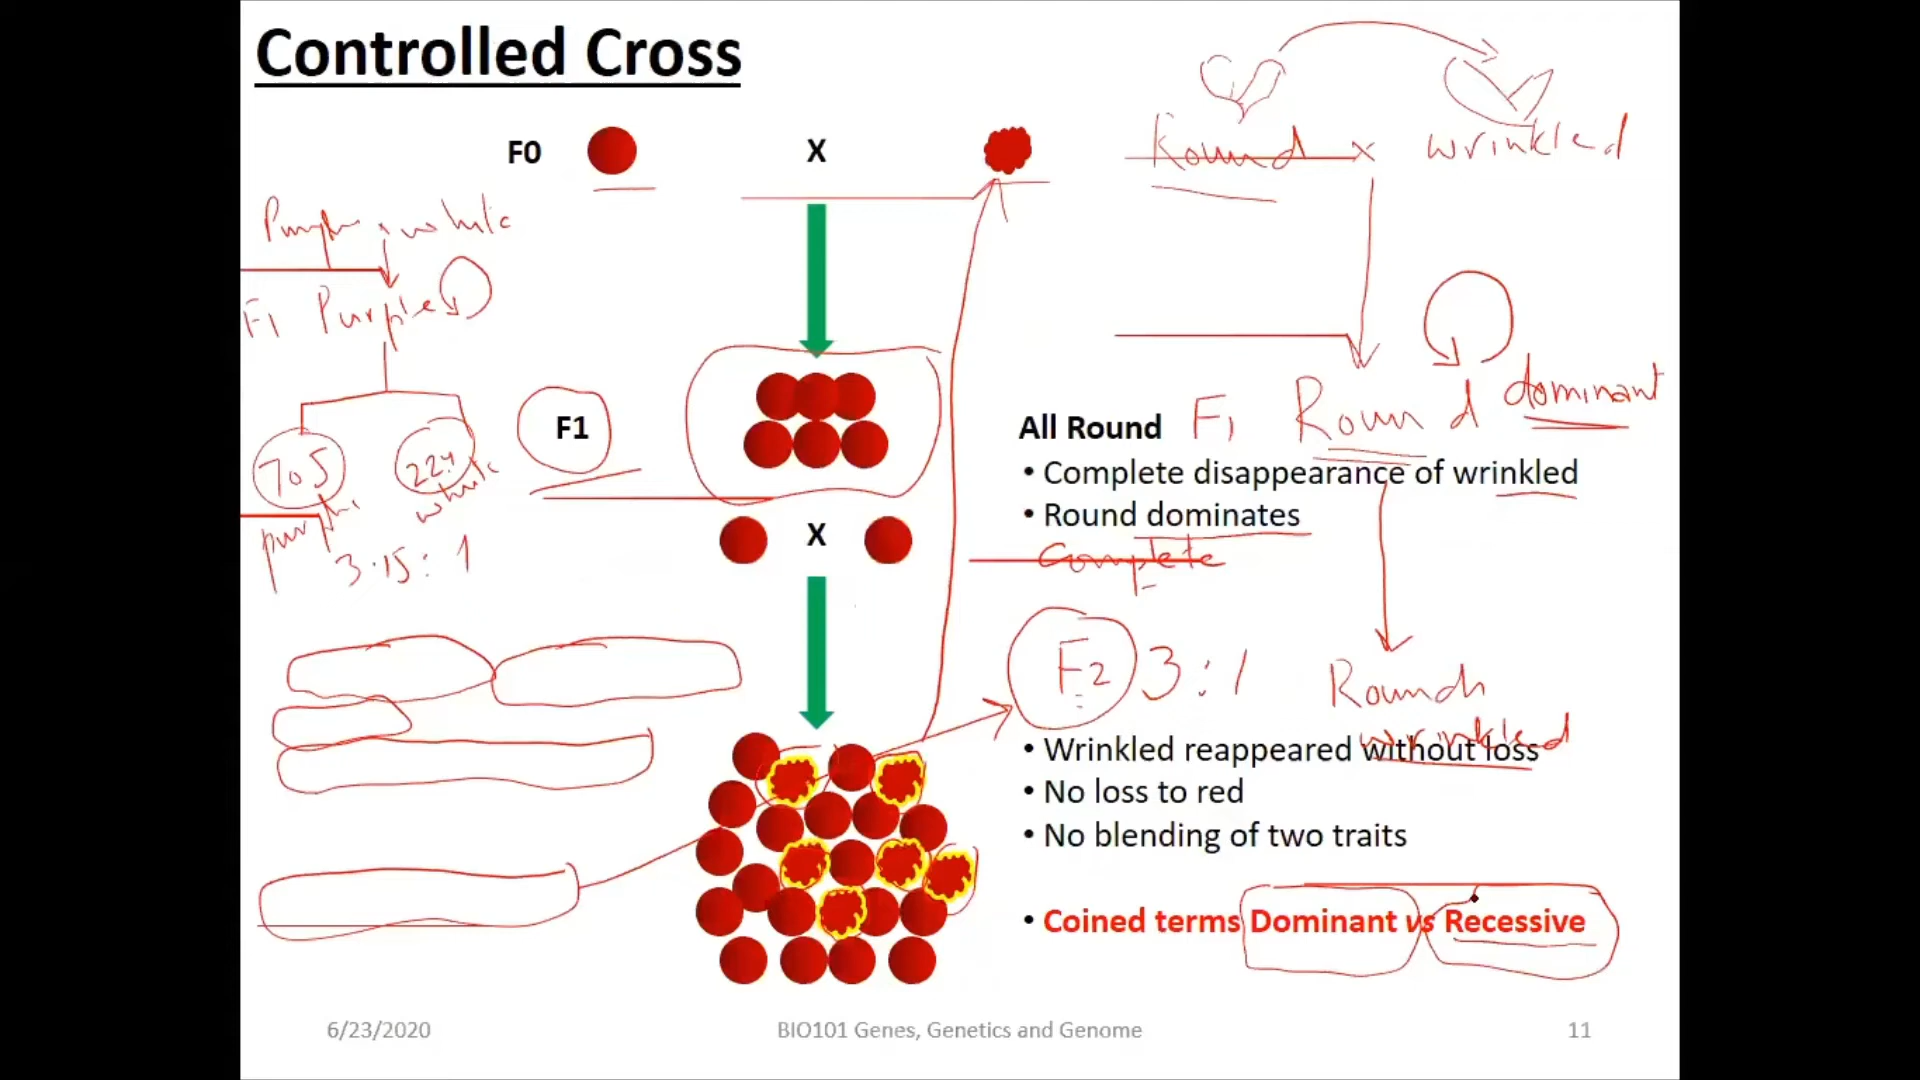 Controlled Cross
F0 X
Round x wrinkled
Purple x white
F1 Purple
F1
All Round
F1 Round dominant
• Complete disappearance of wrinkled
• Round dominates
Complete
705
224
purple
white
3.15 : 1
X
F2 3 : 1
Round
wrinkled
• Wrinkled reappeared without loss
• No loss to red
• No blending of two traits
• Coined terms Dominant vs Recessive
6/23/2020
BIO101 Genes, Genetics and Genome
11